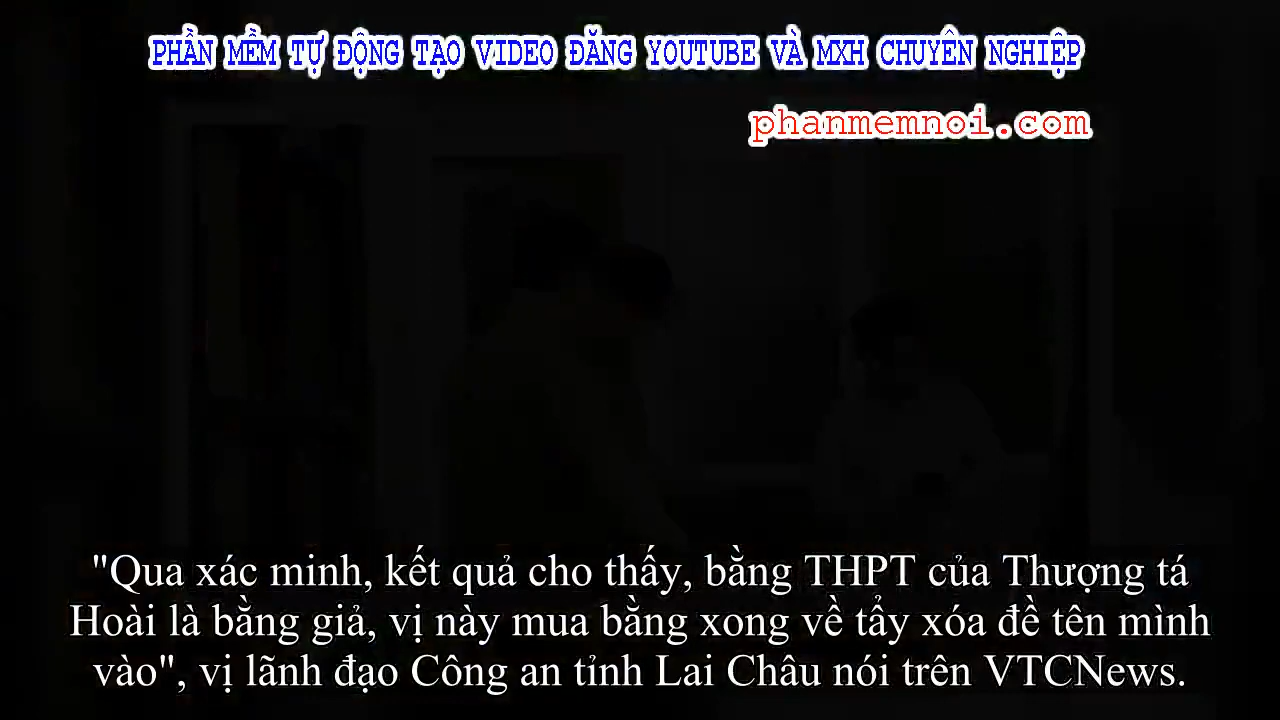 PHẦN MỀM TỰ ĐỘNG TẠO VIDEO ĐĂNG YOUTUBE VÀ MXH CHUYÊN NGHIỆP
phanmemnoi.com
"Qua xác minh, kết quả cho thấy, bằng THPT của Thượng tá
Hoài là bằng giả, vị này mua bằng xong về tẩy xóa đề tên mình
vào", vị lãnh đạo Công an tỉnh Lai Châu nói trên VTCNews.